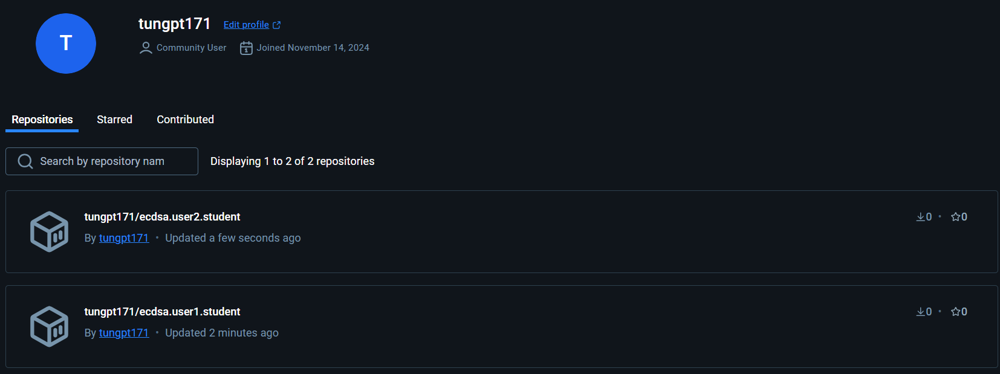 T
tungpt171 Edit profile
Community User Joined November 14, 2024
Repositories Starred Contributed
Search by repository nam Displaying 1 to 2 of 2 repositories
tungpt171/ecdsa.user2.student 0 • 0
By tungpt171 • Updated a few seconds ago
tungpt171/ecdsa.user1.student 0 • 0
By tungpt171 • Updated 2 minutes ago